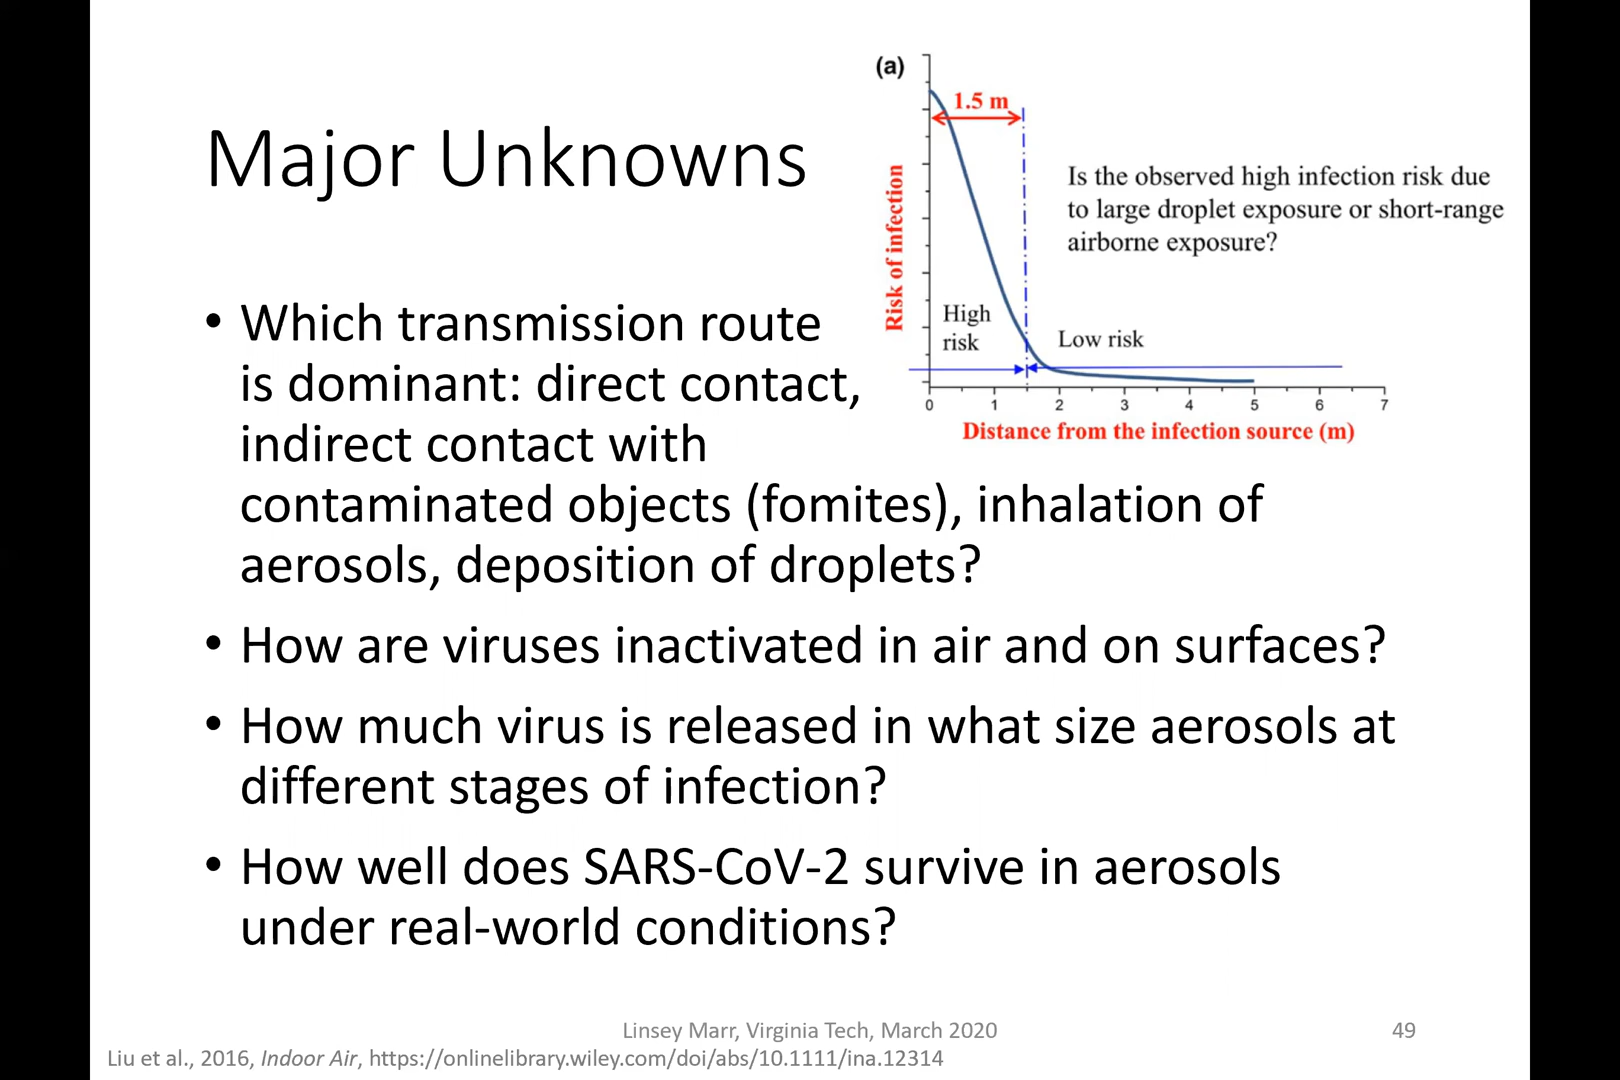 Major Unknowns
(a)
1.5 m
Risk of infection
Is the observed high infection risk due
to large droplet exposure or short-range
airborne exposure?
High
risk
Low risk
0 1 2 3 4 5 6 7
Distance from the infection source (m)
• Which transmission route
is dominant: direct contact,
indirect contact with
contaminated objects (fomites), inhalation of
aerosols, deposition of droplets?
• How are viruses inactivated in air and on surfaces?
• How much virus is released in what size aerosols at
different stages of infection?
• How well does SARS-CoV-2 survive in aerosols
under real-world conditions?
Linsey Marr, Virginia Tech, March 2020
49
Liu et al., 2016, Indoor Air, https://onlinelibrary.wiley.com/doi/abs/10.1111/ina.12314